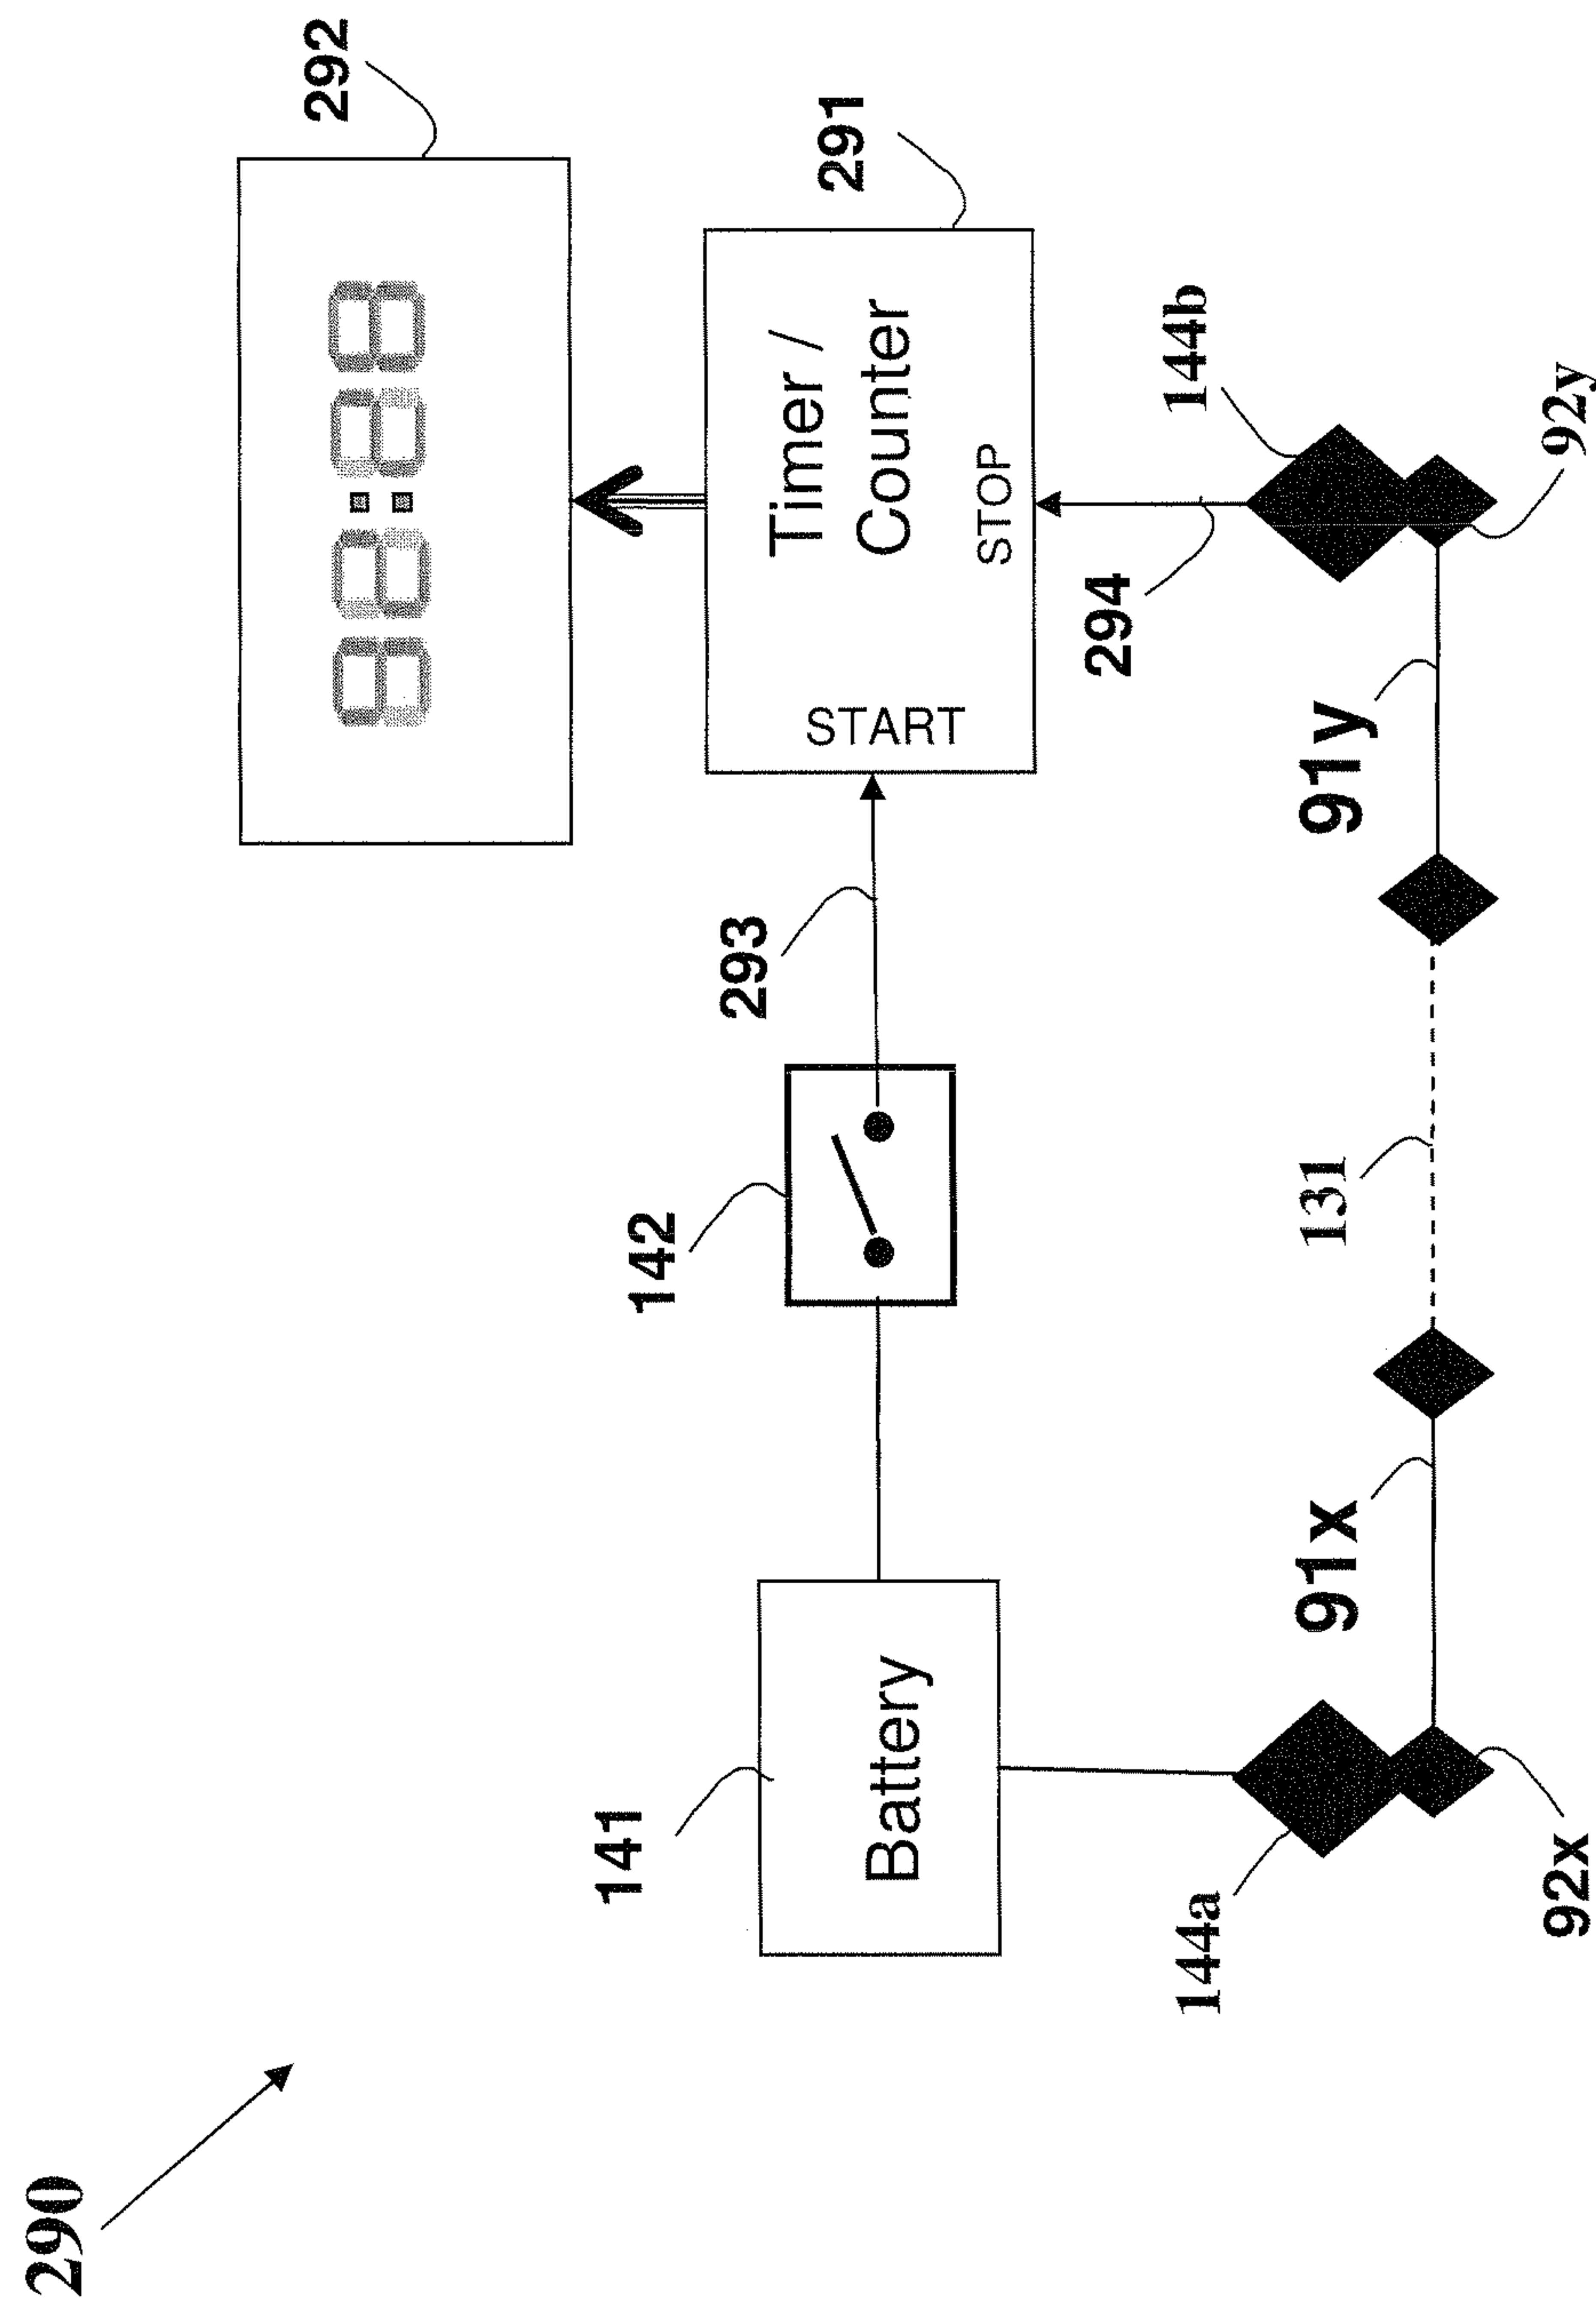 290
292
88:88
141
142
293
291
Timer /
Counter
START
STOP
Battery
294
144a
144b
91x
131
91y
92x
92y